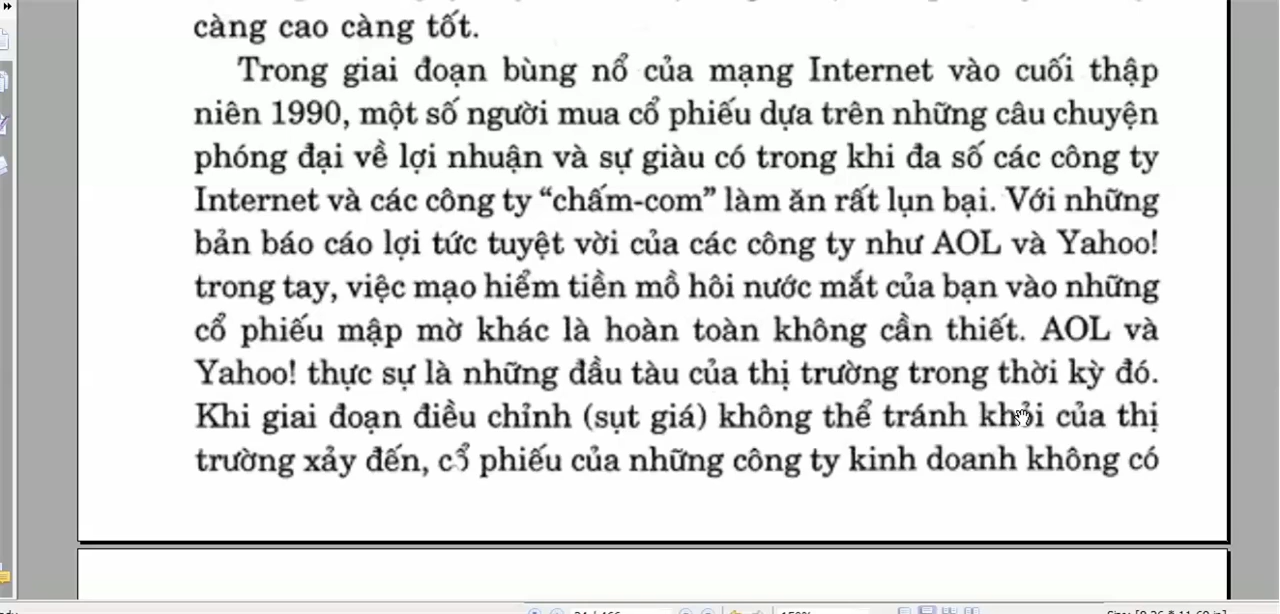 càng cao càng tốt.
Trong giai đoạn bùng nổ của mạng Internet vào cuối thập
niên 1990, một số người mua cổ phiếu dựa trên những câu chuyện
phóng đại về lợi nhuận và sự giàu có trong khi đa số các công ty
Internet và các công ty “chấm-com” làm ăn rất lụn bại. Với những
bản báo cáo lợi tức tuyệt vời của các công ty như AOL và Yahoo!
trong tay, việc mạo hiểm tiền mồ hôi nước mắt của bạn vào những
cổ phiếu mập mờ khác là hoàn toàn không cần thiết. AOL và
Yahoo! thực sự là những đầu tàu của thị trường trong thời kỳ đó.
Khi giai đoạn điều chỉnh (sụt giá) không thể tránh khỏi của thị
trường xảy đến, cổ phiếu của những công ty kinh doanh không có